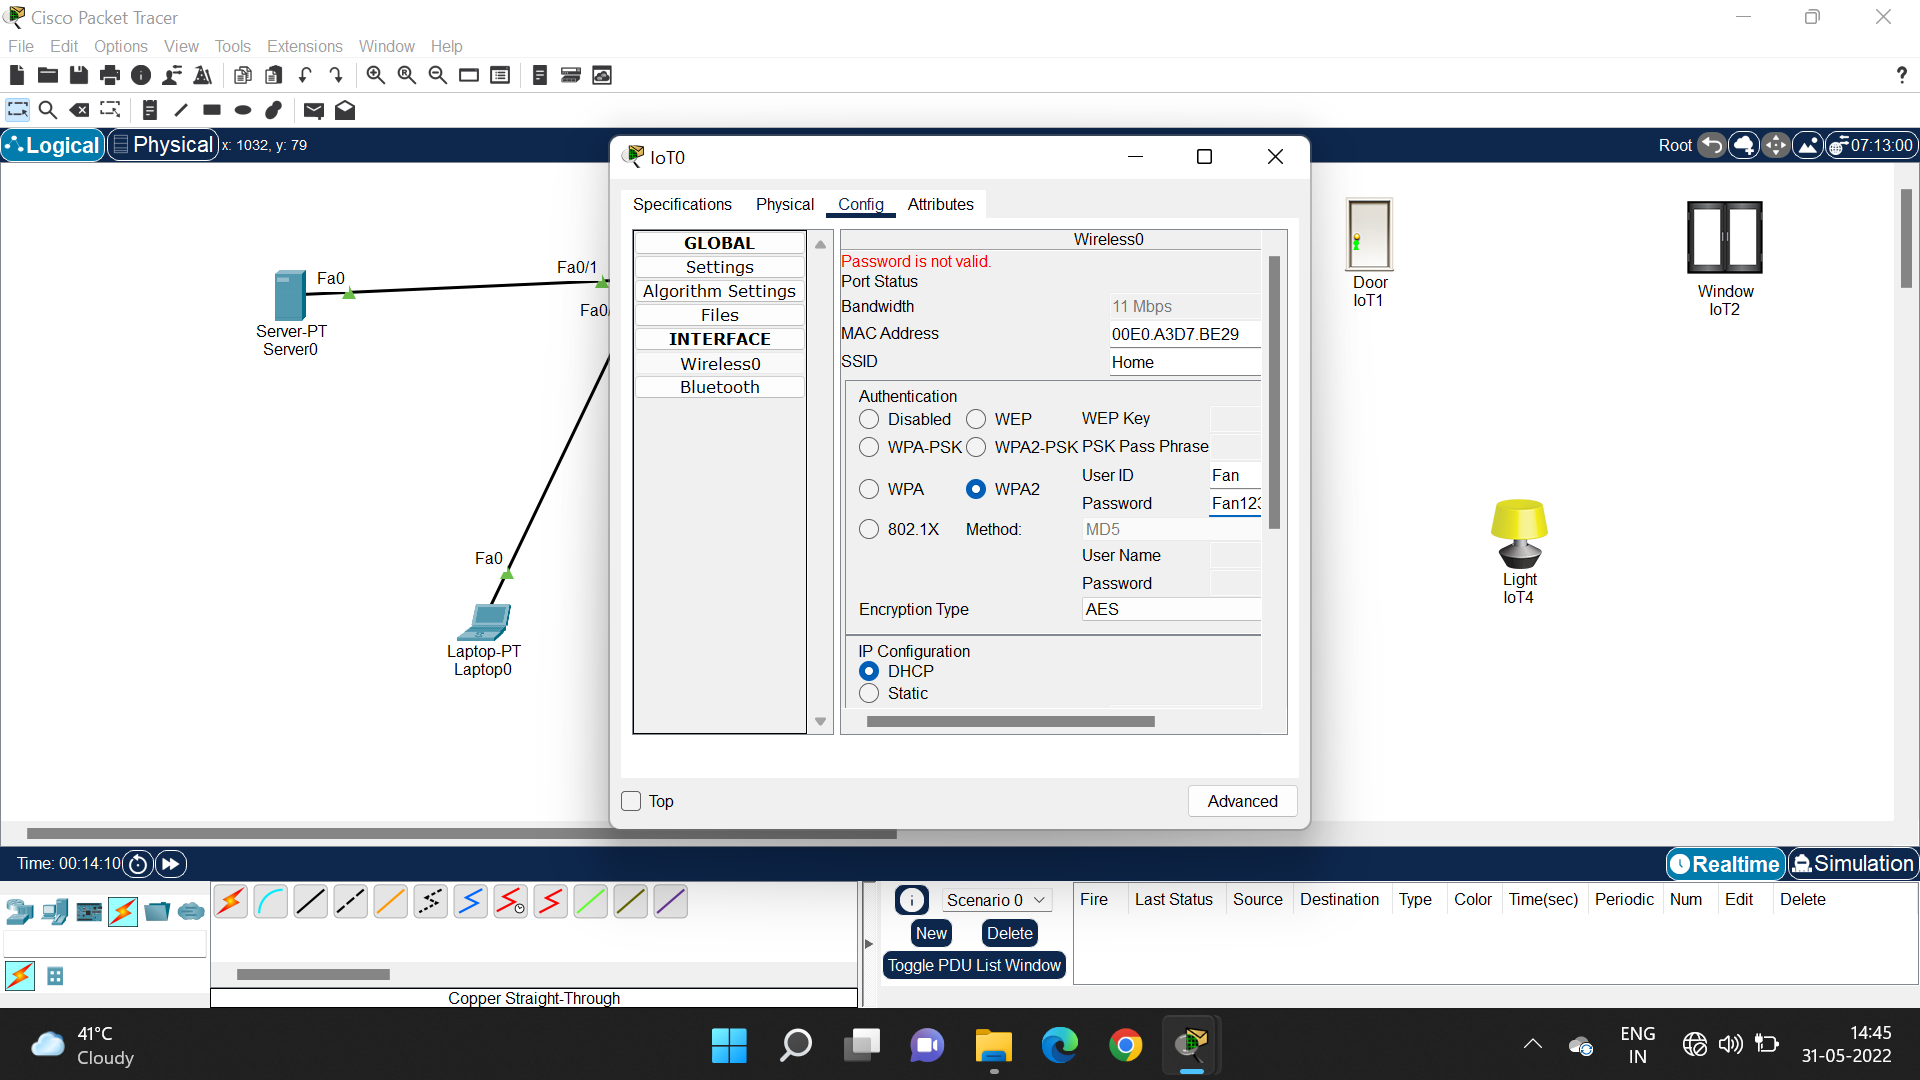 Cisco Packet Tracer
File Edit Options View Tools Extensions Window Help
?
Logical Physical x: 1032, y: 79 Root 07:13:00
IoT0
Specifications Physical Config Attributes
GLOBAL
Settings
Algorithm Settings
Files
INTERFACE
Wireless0
Bluetooth
Wireless0
Password is not valid.
Port Status
Bandwidth 11 Mbps
MAC Address 00E0.A3D7.BE29
SSID Home
Authentication
Disabled WEP WEP Key
WPA-PSK WPA2-PSK PSK Pass Phrase
User ID Fan
WPA WPA2
Password Fan123
802.1X Method: MD5
User Name
Password
Encryption Type AES
IP Configuration
DHCP
Static
Top Advanced
Fa0
Server-PT
Server0
Fa0/1
Fa0/
Fa0
Laptop-PT
Laptop0
Door
IoT1
Window
IoT2
Light
IoT4
Time: 00:14:10 Realtime Simulation
Copper Straight-Through
Scenario 0
New Delete
Toggle PDU List Window
Fire Last Status Source Destination Type Color Time(sec) Periodic Num Edit Delete
41°C
Cloudy
ENG
IN
14:45
31-05-2022